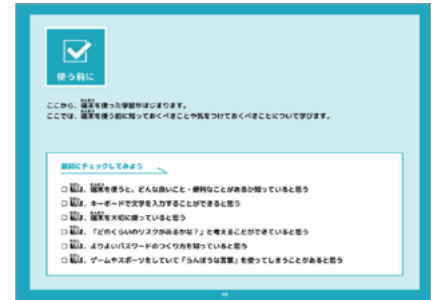 使う前に
ここから，端末を使った学習がはじまります。
ここでは，端末を使う前に知っておくべきことや気をつけておくべきことについて学びます。
最初にチェックしてみよう
□ 私は，端末を使うと，どんな良いこと・便利なことがあるか知っていると思う
□ 私は，キーボードで文字を入力することができると思う
□ 私は，端末を大切に使っていると思う
□ 私は，「どのくらいのリスクがあるかな？」と考えることができていると思う
□ 私は，よりよいパスワードのつくり方を知っていると思う
□ 私は，ゲームやスポーツをしていて「らんぼうな言葉」を使ってしまうことがあると思う